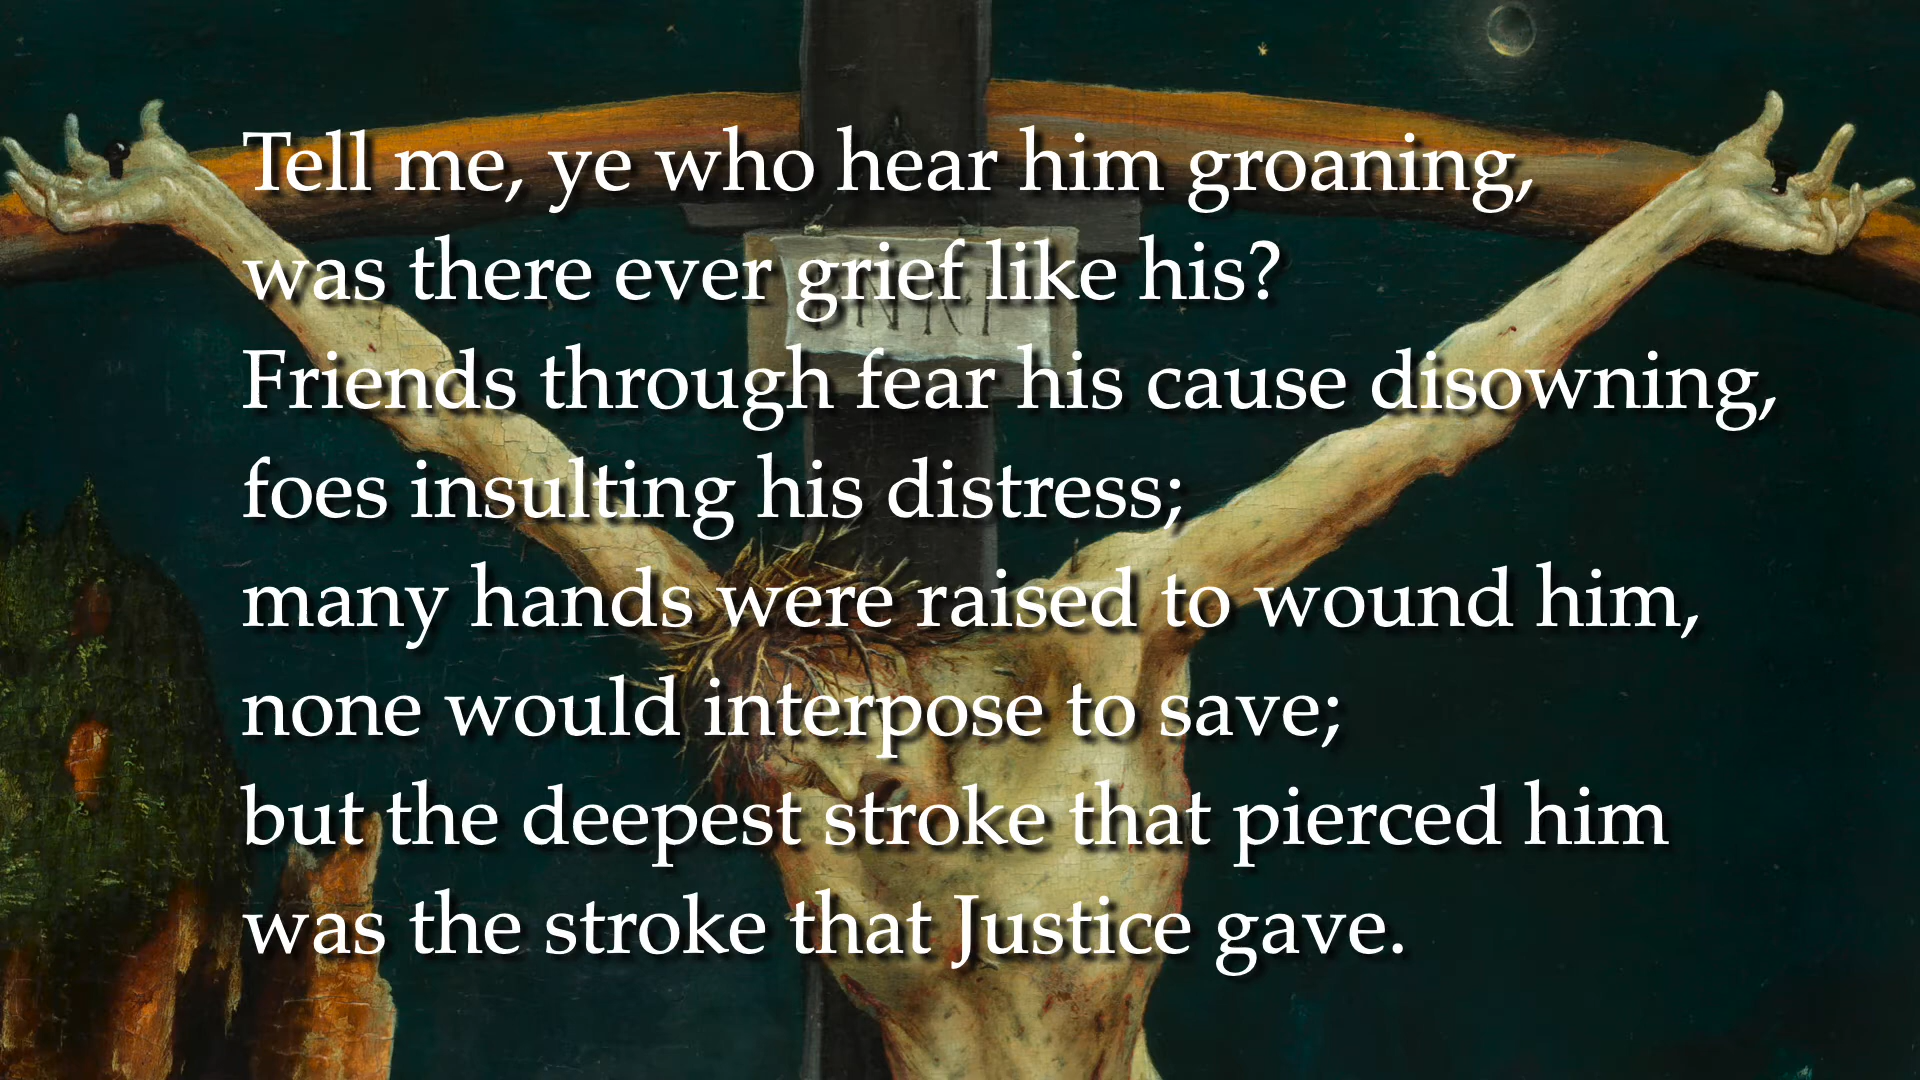 Tell me, ye who hear him groaning,
was there ever grief like his?
Friends through fear his cause disowning,
foes insulting his distress;
many hands were raised to wound him,
none would interpose to save;
but the deepest stroke that pierced him
was the stroke that Justice gave.